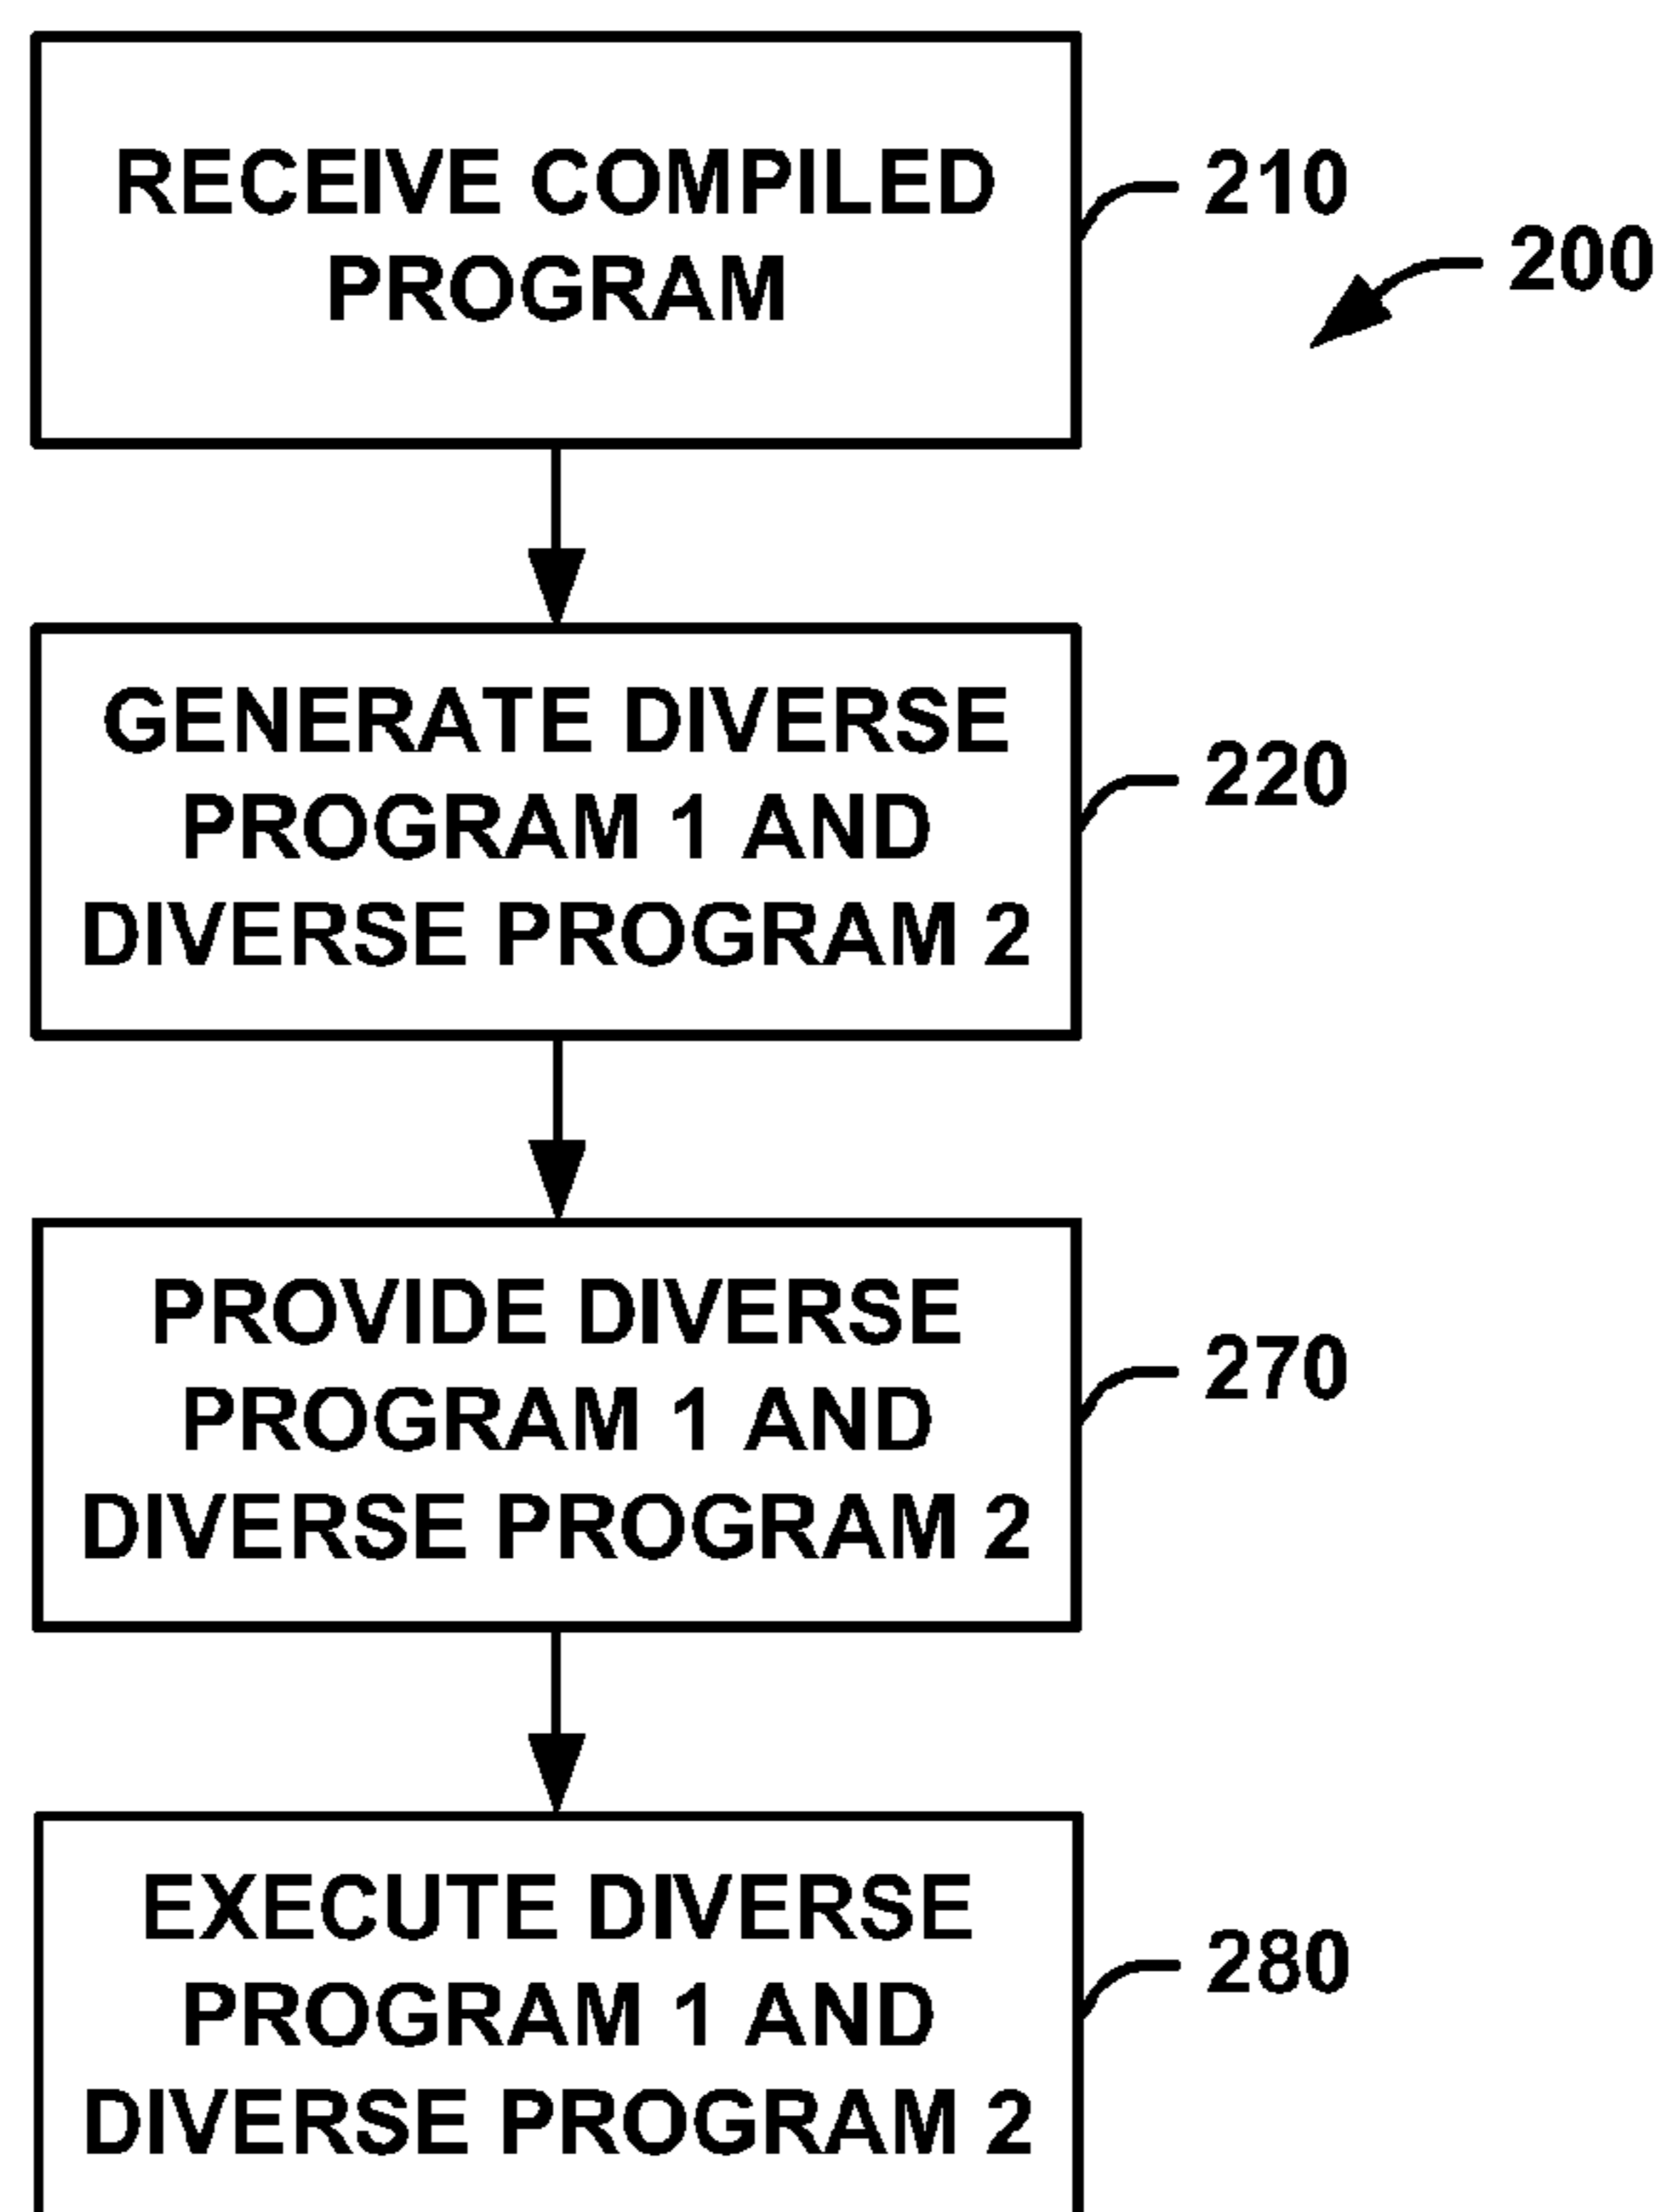 RECEIVE COMPILED
PROGRAM
210
200
GENERATE DIVERSE
PROGRAM 1 AND
DIVERSE PROGRAM 2
220
PROVIDE DIVERSE
PROGRAM 1 AND
DIVERSE PROGRAM 2
270
EXECUTE DIVERSE
PROGRAM 1 AND
DIVERSE PROGRAM 2
280